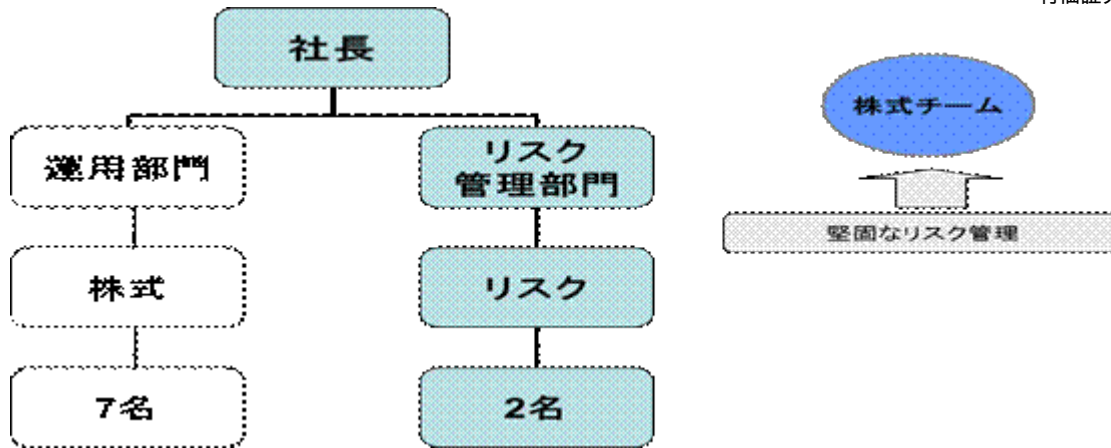 社長
運用部門
リスク
管理部門
株式
リスク
7名
2名
株式チーム
堅固なリスク管理